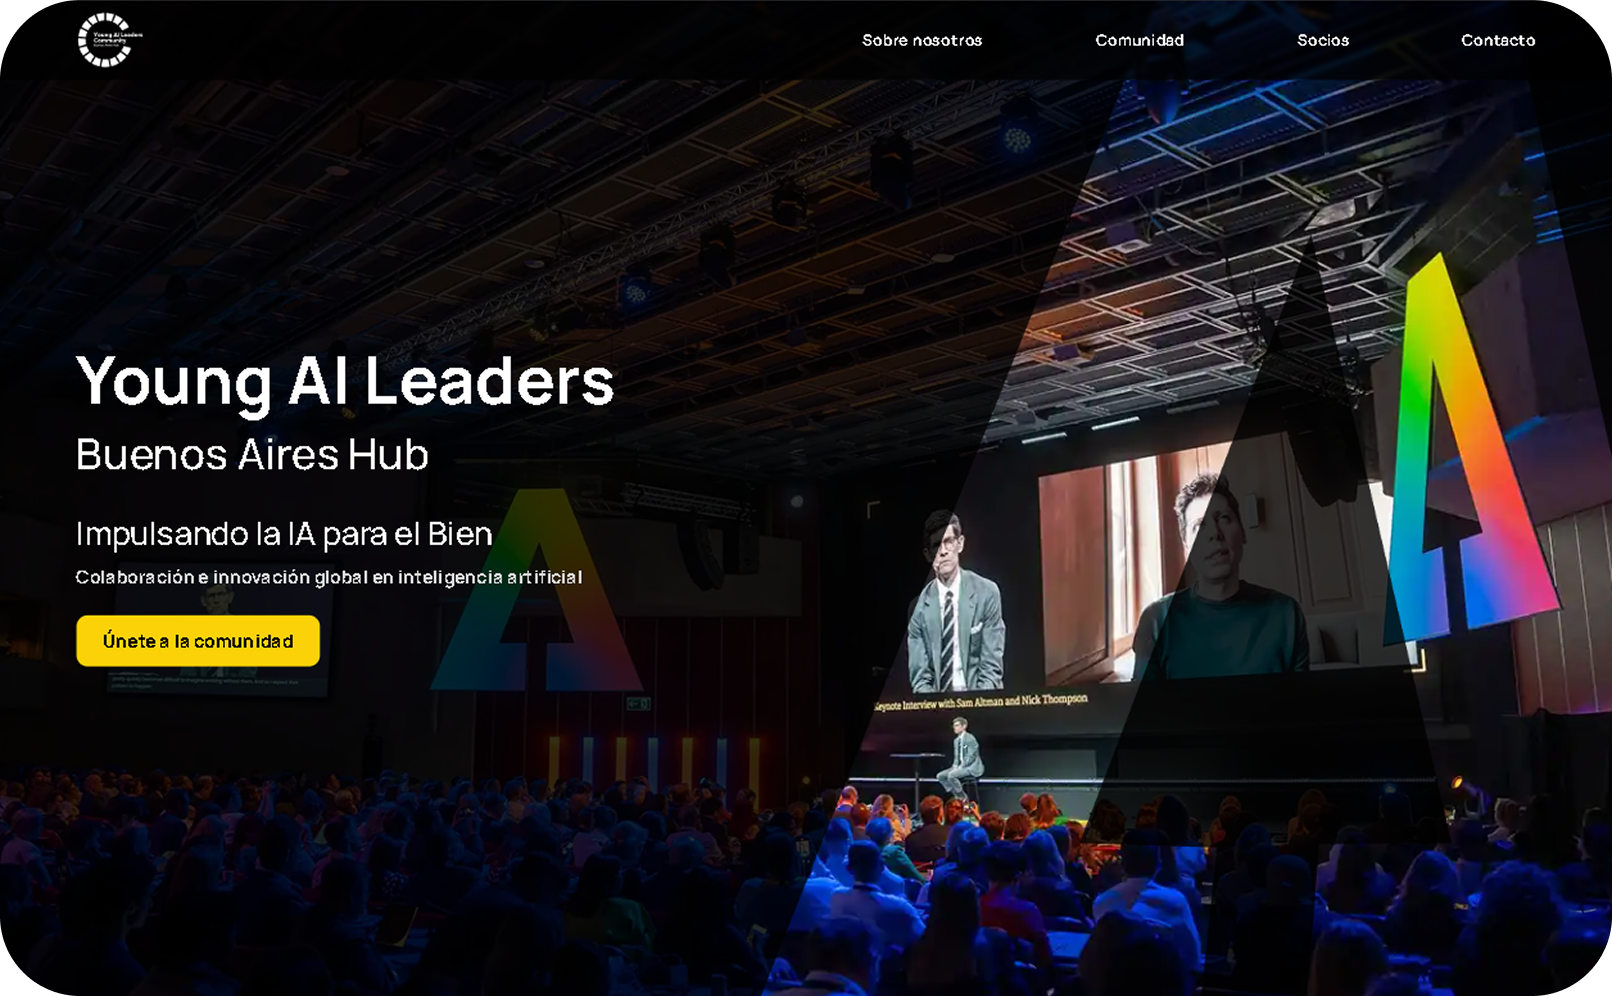 Young AI Leaders
Community
Sobre nosotros
Comunidad
Socios
Contacto
Young AI Leaders
Buenos Aires Hub
Impulsando la IA para el Bien
Colaboración e innovación global en inteligencia artificial
Únete a la comunidad
Keynote Interview with Sam Altman and Nick Thompson